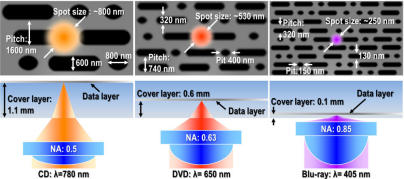 Spot size: ~800 nm
Pitch:
1600 nm
600 nm
800
nm
320
nm
Spot size: ~530 nm
Pitch:
740 nm
Pit 400 nm
Spot size: ~250 nm
Pitch:
320 nm
130
nm
Pit 150 nm
Cover layer:
1.1 mm
Data layer
NA: 0.5
CD: λ=780 nm
Cover layer: 0.6 mm
Data layer
NA: 0.63
DVD: λ= 650 nm
Cover layer: 0.1 mm
Data layer
NA: 0.85
Blu-ray: λ= 405 nm